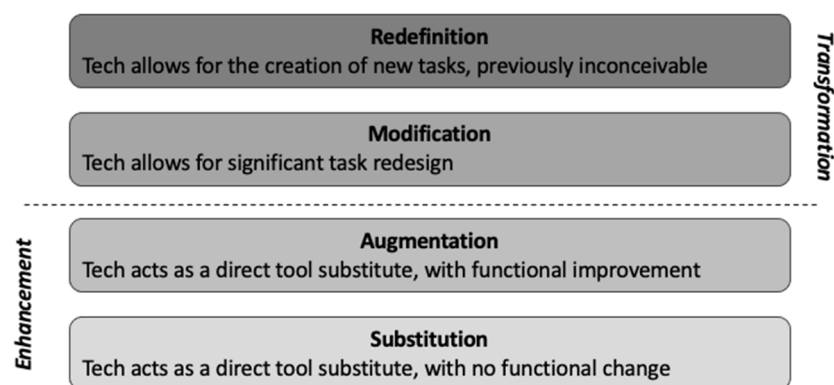 Redefinition
Tech allows for the creation of new tasks, previously inconceivable
Transformation
Modification
Tech allows for significant task redesign
Augmentation
Tech acts as a direct tool substitute, with functional improvement
Enhancement
Substitution
Tech acts as a direct tool substitute, with no functional change